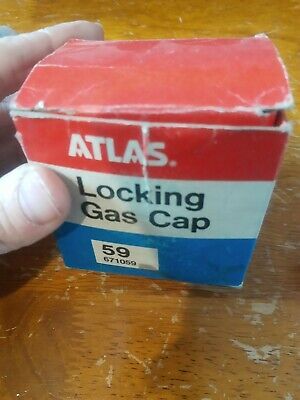 ATLAS.
Locking
Gas Cap
59
671059